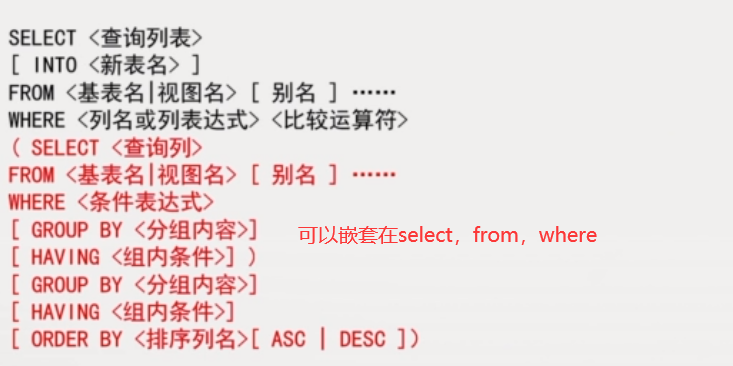 SELECT <查询列表>
[ INTO <新表名> ]
FROM <基表名|视图名> [ 别名 ] ……
WHERE <列名或列表达式> <比较运算符>
( SELECT <查询列>
FROM <基表名|视图名> [ 别名 ] ……
WHERE <条件表达式>
[ GROUP BY <分组内容>]
可以嵌套在select，from，where
[ HAVING <组内条件>] )
[ GROUP BY <分组内容>]
[ HAVING <组内条件>]
[ ORDER BY <排序列名>[ ASC | DESC ])